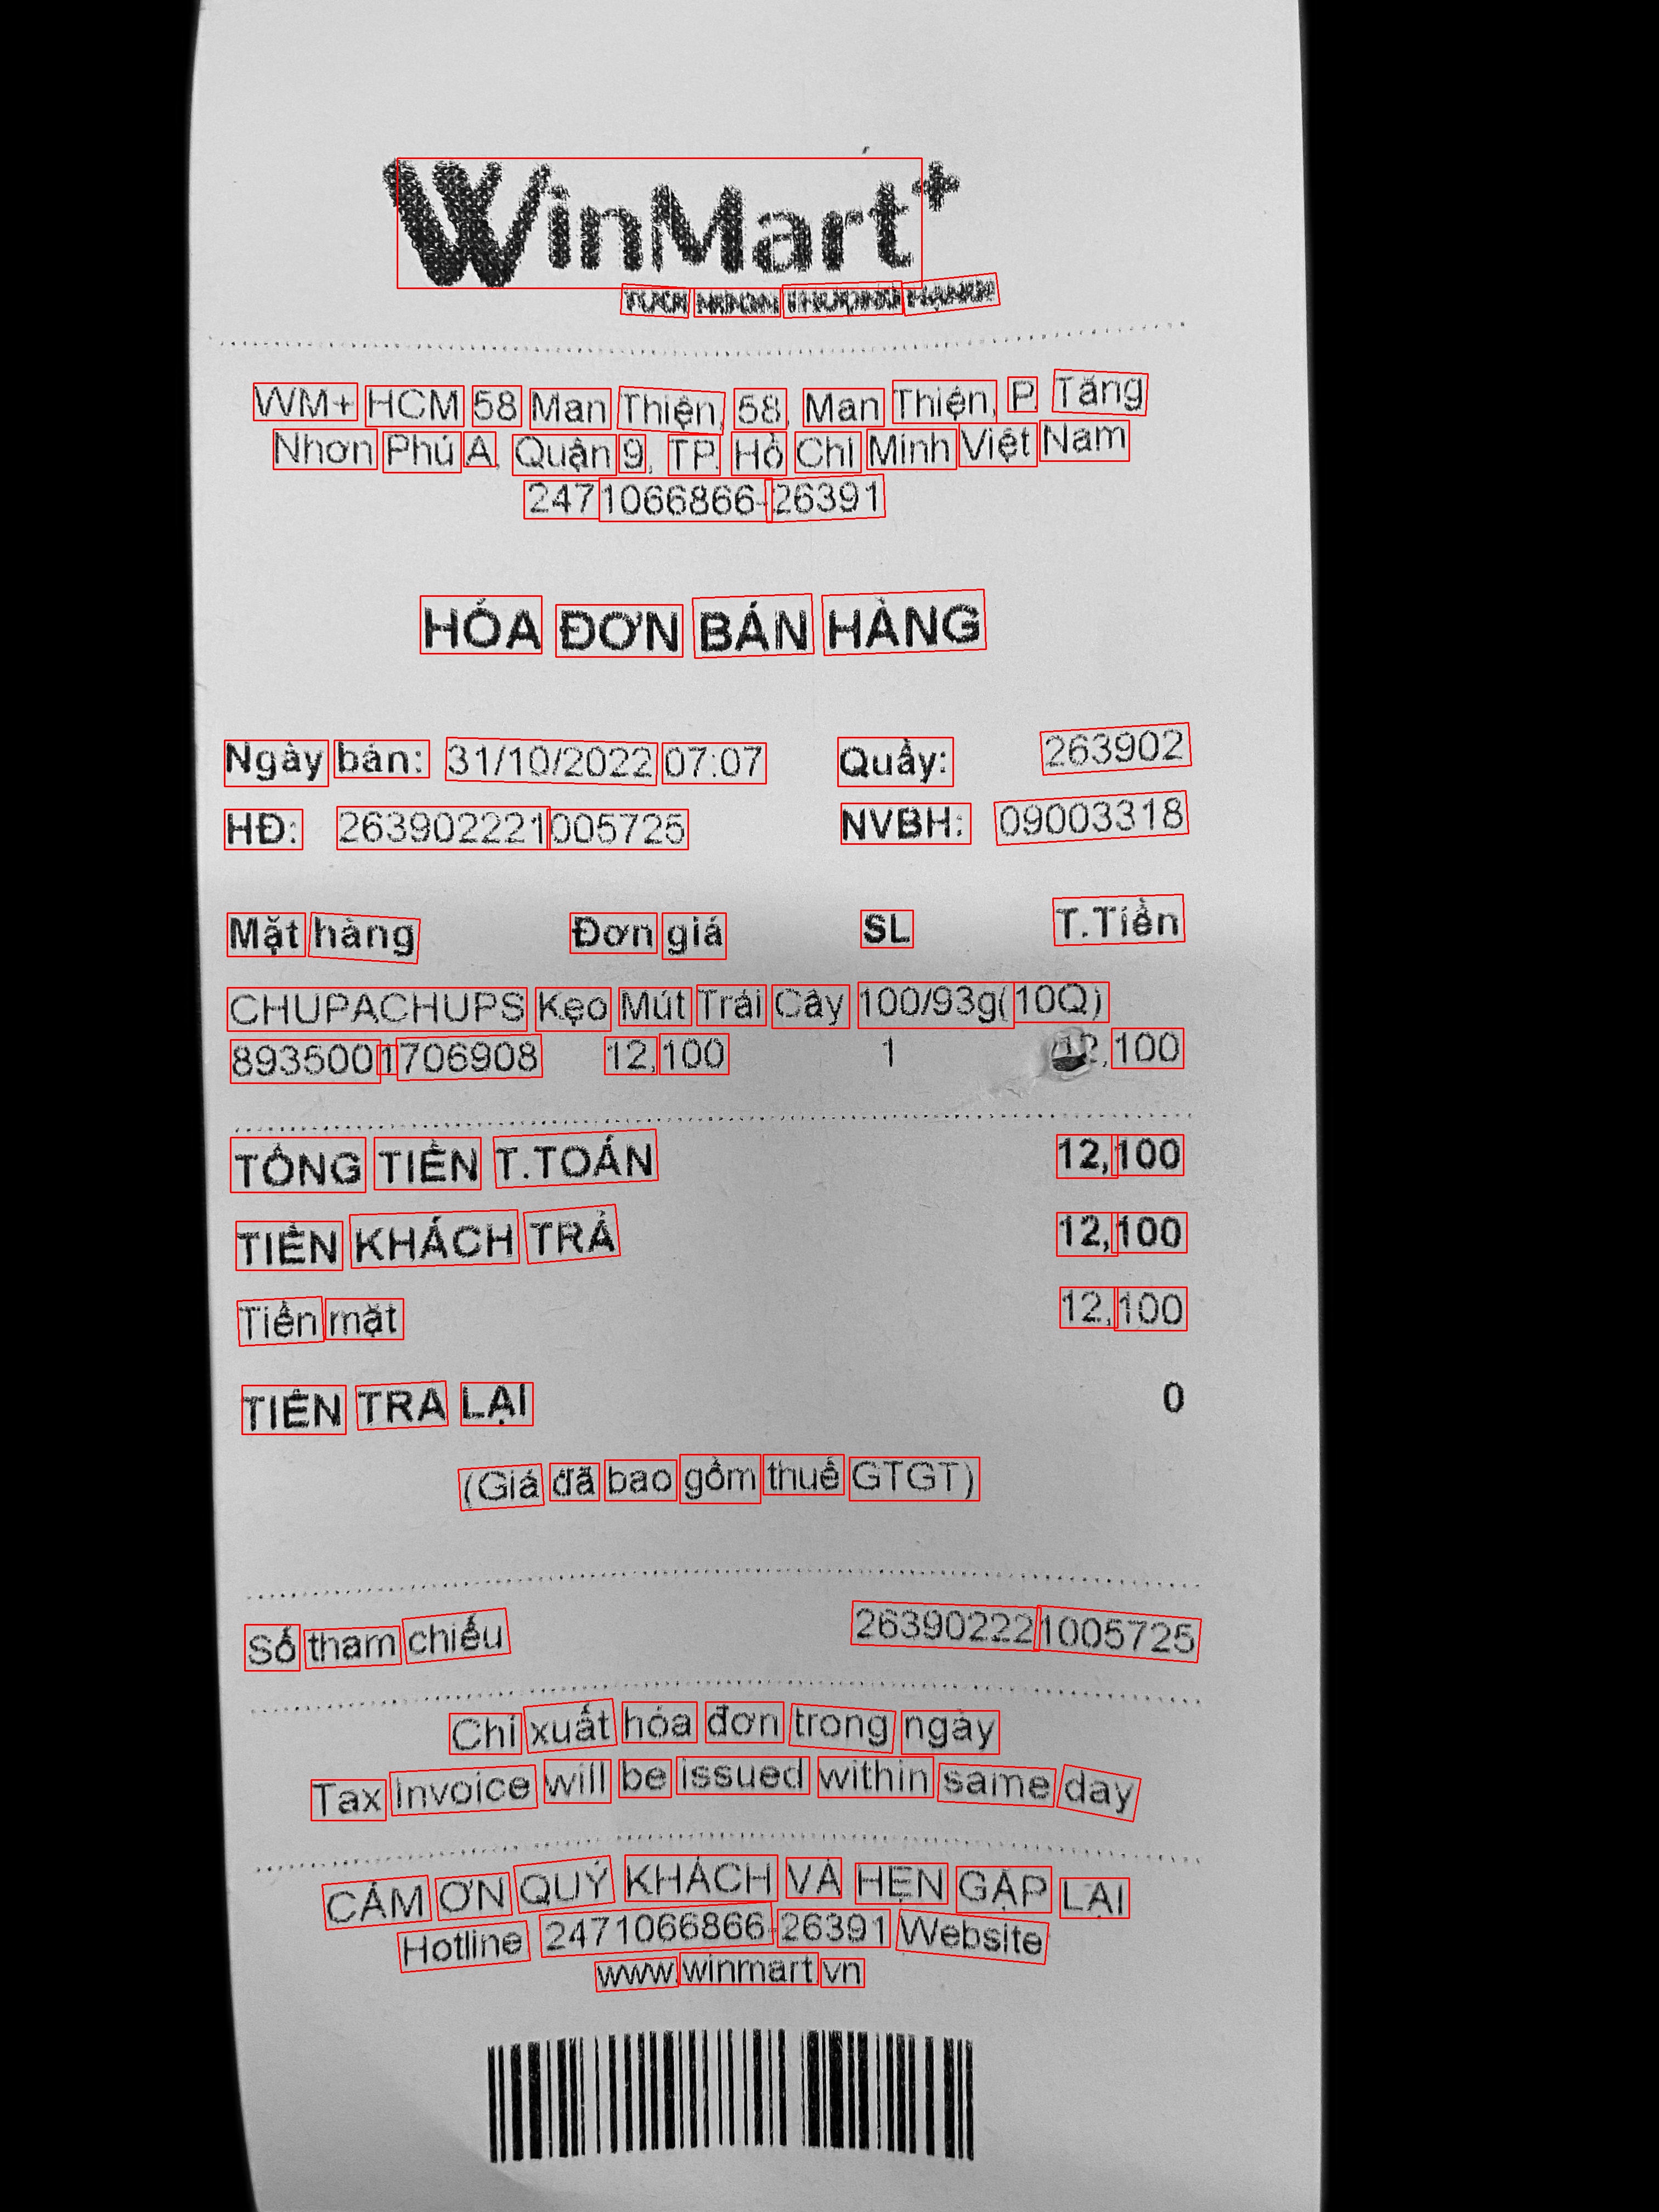 WinMart+
WM+ HCM 58 Man Thiện, 58, Man Thiện, P. Tăng
Nhơn Phú A, Quận 9, TP. Hồ Chí Minh Việt Nam
2471066866-26391
HÓA ĐƠN BÁN HÀNG
Ngày bán: 31/10/2022 07:07 Quầy: 263902
HĐ: 263902221005725 NVBH: 09003318
Mặt hàng Đơn giá SL T.Tiền
CHUPACHUPS Kẹo Mút Trái Cây 100/93g(10Q)
89350011706908 12,100 1 12,100
TỔNG TIỀN T.TOÁN 12,100
TIỀN KHÁCH TRẢ 12,100
Tiền mặt 12,100
TIỀN TRẢ LẠI 0
(Giá đã bao gồm thuế GTGT)
Số tham chiếu 263902221005725
Chỉ xuất hóa đơn trong ngày
Tax invoice will be issued within same day
CẢM ƠN QUÝ KHÁCH VÀ HẸN GẶP LẠI
Hotline 2471066866-26391 Website
www.winmart.vn